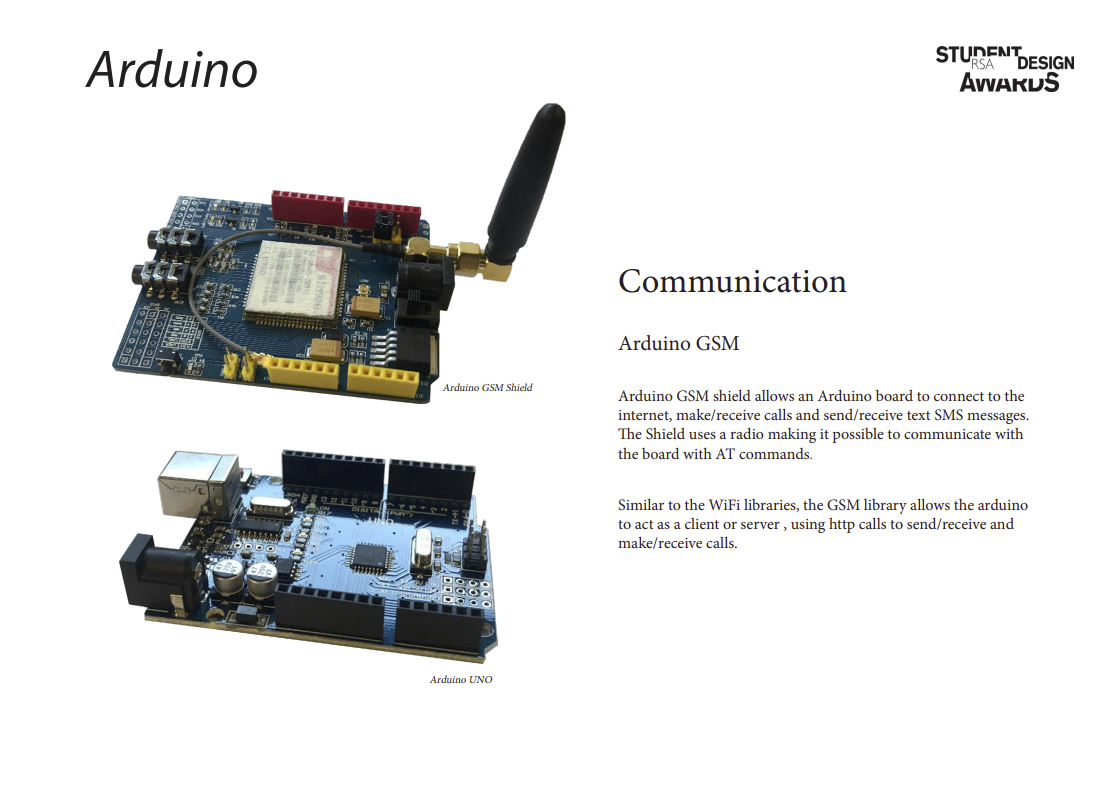 Arduino
STUDENT
RSA DESIGN
AWARDS
Arduino GSM Shield
Communication
Arduino GSM
Arduino GSM shield allows an Arduino board to connect to the
internet, make/receive calls and send/receive text SMS messages.
The Shield uses a radio making it possible to communicate with
the board with AT commands.
Similar to the WiFi libraries, the GSM library allows the arduino
to act as a client or server , using http calls to send/receive and
make/receive calls.
Arduino UNO